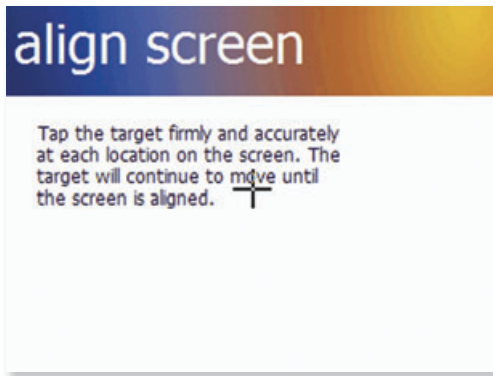 align screen
Tap the target firmly and accurately
at each location on the screen. The
target will continue to move until
the screen is aligned.